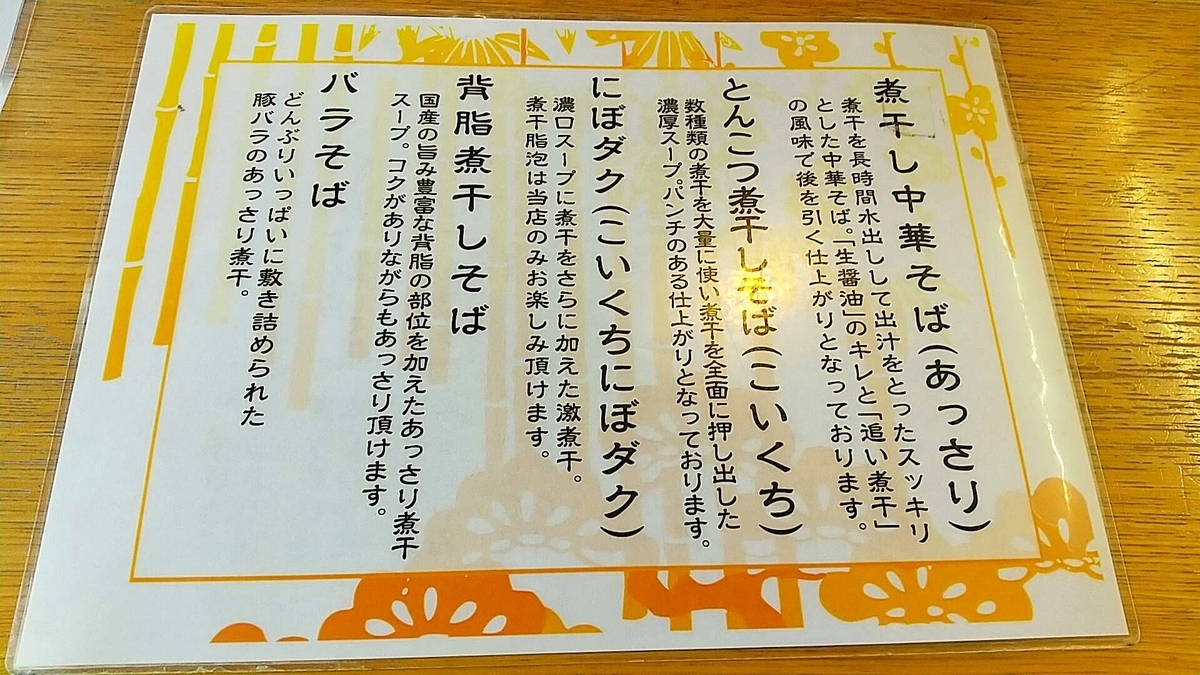 煮干し中華そば(あっさり)
煮干を長時間水出しして出汁をとったスッキリ
とした中華そば。「生醤油」のキレと「追い煮干」
の風味で後を引く仕上がりとなっております。
とんこつ煮干しそば(こいくち)
数種類の煮干を大量に使い煮干を全面に押し出した
濃厚スープ。パンチのある仕上がりとなっております。
にぼダク(こいくちにぼダク)
濃口スープに煮干をさらに加えた激煮干。
煮干脂泡は当店のみお楽しみ頂けます。
背脂煮干しそば
国産の旨み豊富な背脂の部位を加えたあっさり煮干
スープ。コクがありながらもあっさり頂けます。
バラそば
どんぶりいっぱいに敷き詰められた
豚バラのあっさり煮干。